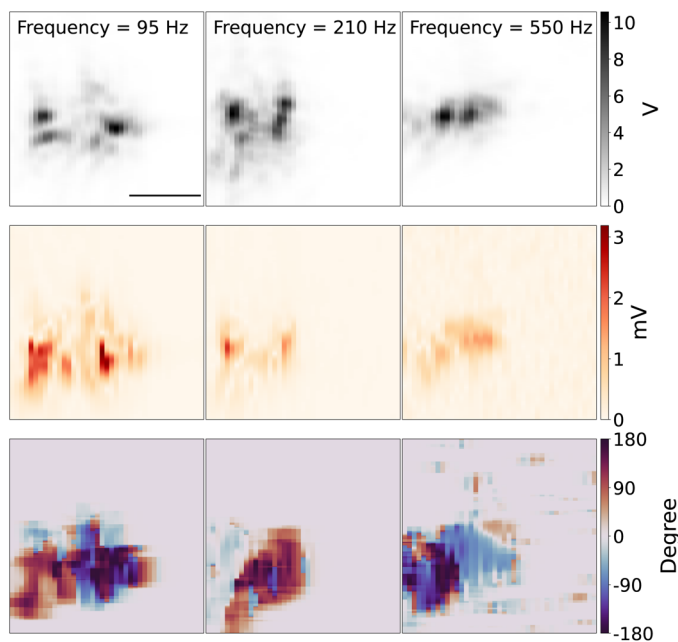 Frequency = 95 Hz
Frequency = 210 Hz
Frequency = 550 Hz
10
8
6
4
2
0
V
3
2
1
0
mV
180
90
0
-90
-180
Degree